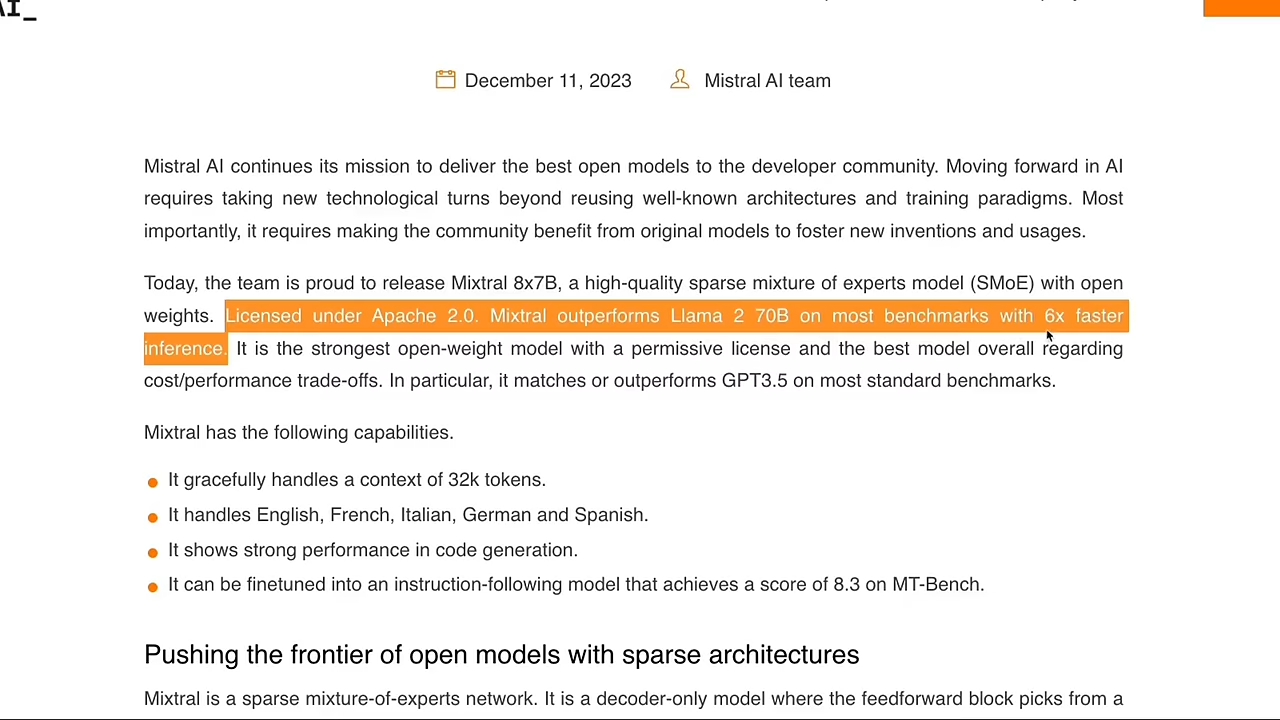 AI_
December 11, 2023 Mistral AI team
Mistral AI continues its mission to deliver the best open models to the developer community. Moving forward in AI
requires taking new technological turns beyond reusing well-known architectures and training paradigms. Most
importantly, it requires making the community benefit from original models to foster new inventions and usages.
Today, the team is proud to release Mixtral 8x7B, a high-quality sparse mixture of experts model (SMoE) with open
weights. Licensed under Apache 2.0. Mixtral outperforms Llama 2 70B on most benchmarks with 6x faster
inference. It is the strongest open-weight model with a permissive license and the best model overall regarding
cost/performance trade-offs. In particular, it matches or outperforms GPT3.5 on most standard benchmarks.
Mixtral has the following capabilities.
It gracefully handles a context of 32k tokens.
It handles English, French, Italian, German and Spanish.
It shows strong performance in code generation.
It can be finetuned into an instruction-following model that achieves a score of 8.3 on MT-Bench.
Pushing the frontier of open models with sparse architectures
Mixtral is a sparse mixture-of-experts network. It is a decoder-only model where the feedforward block picks from a